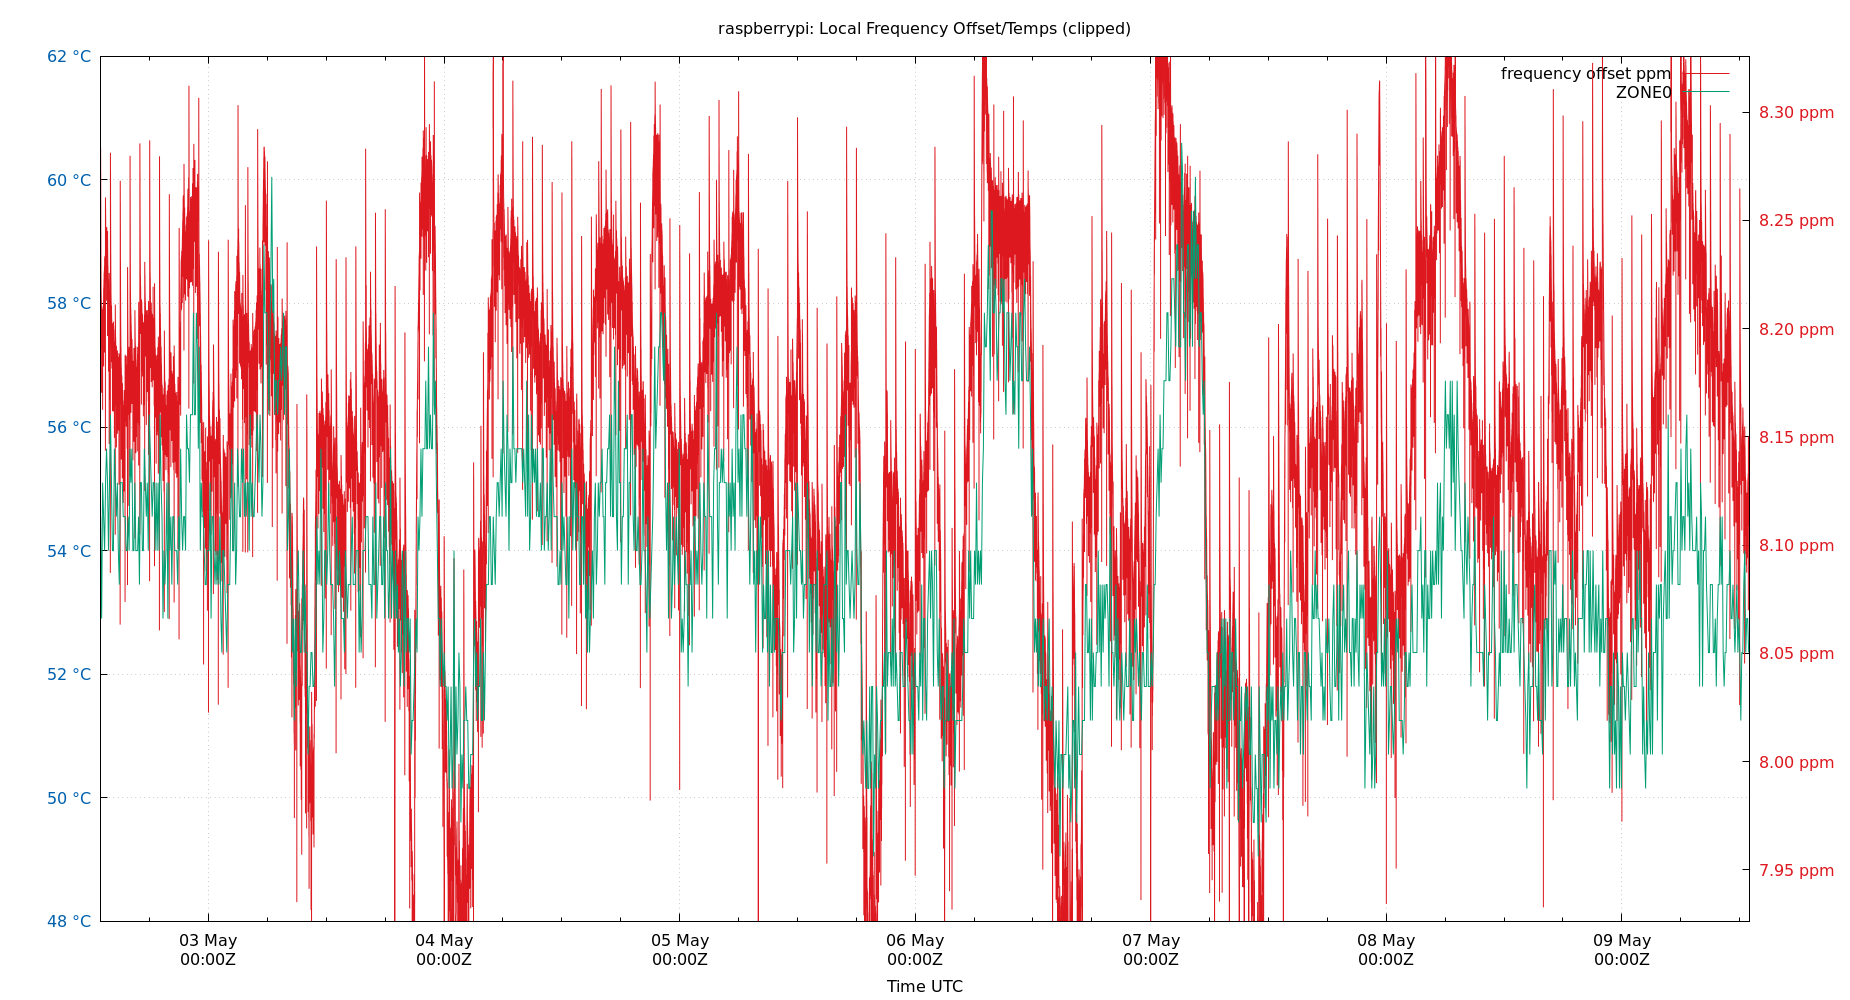 raspberrypi: Local Frequency Offset/Temps (clipped)
62 °C
60 °C
58 °C
56 °C
54 °C
52 °C
50 °C
48 °C
frequency offset ppm
ZONE0
8.30 ppm
8.25 ppm
8.20 ppm
8.15 ppm
8.10 ppm
8.05 ppm
8.00 ppm
7.95 ppm
03 May
00:00Z
04 May
00:00Z
05 May
00:00Z
06 May
00:00Z
07 May
00:00Z
08 May
00:00Z
09 May
00:00Z
Time UTC